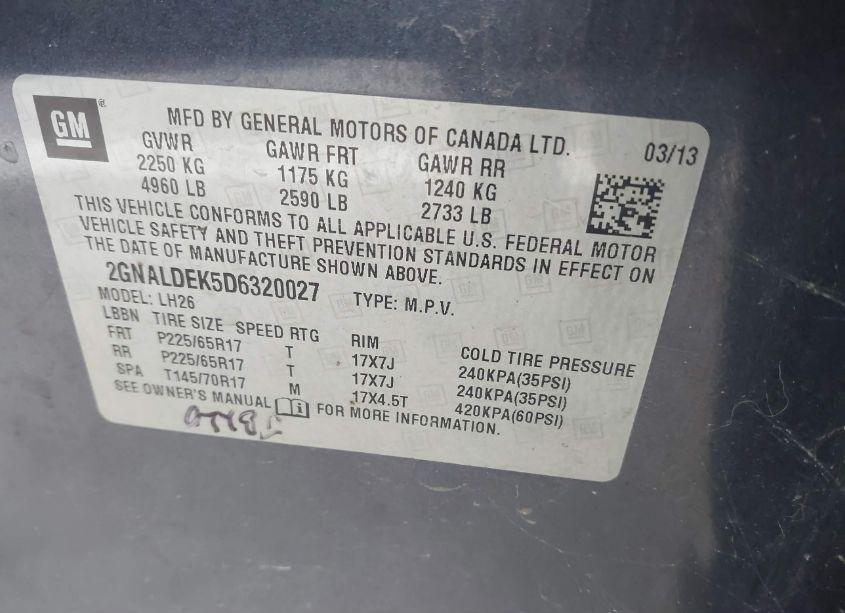 GM ®
MFD BY GENERAL MOTORS OF CANADA LTD. 03/13
GVWR GAWR FRT GAWR RR
2250 KG 1175 KG 1240 KG
4960 LB 2590 LB 2733 LB
THIS VEHICLE CONFORMS TO ALL APPLICABLE U.S. FEDERAL MOTOR
VEHICLE SAFETY AND THEFT PREVENTION STANDARDS IN EFFECT ON
THE DATE OF MANUFACTURE SHOWN ABOVE.
2GNALDEK5D6320027 TYPE: M.P.V.
MODEL: LH26
LBBN TIRE SIZE SPEED RTG RIM COLD TIRE PRESSURE
FRT P225/65R17 T 17X7J 240KPA(35PSI)
RR P225/65R17 T 17X7J 240KPA(35PSI)
SPA T145/70R17 M 17X4.5T 420KPA(60PSI)
SEE OWNER'S MANUAL FOR MORE INFORMATION.